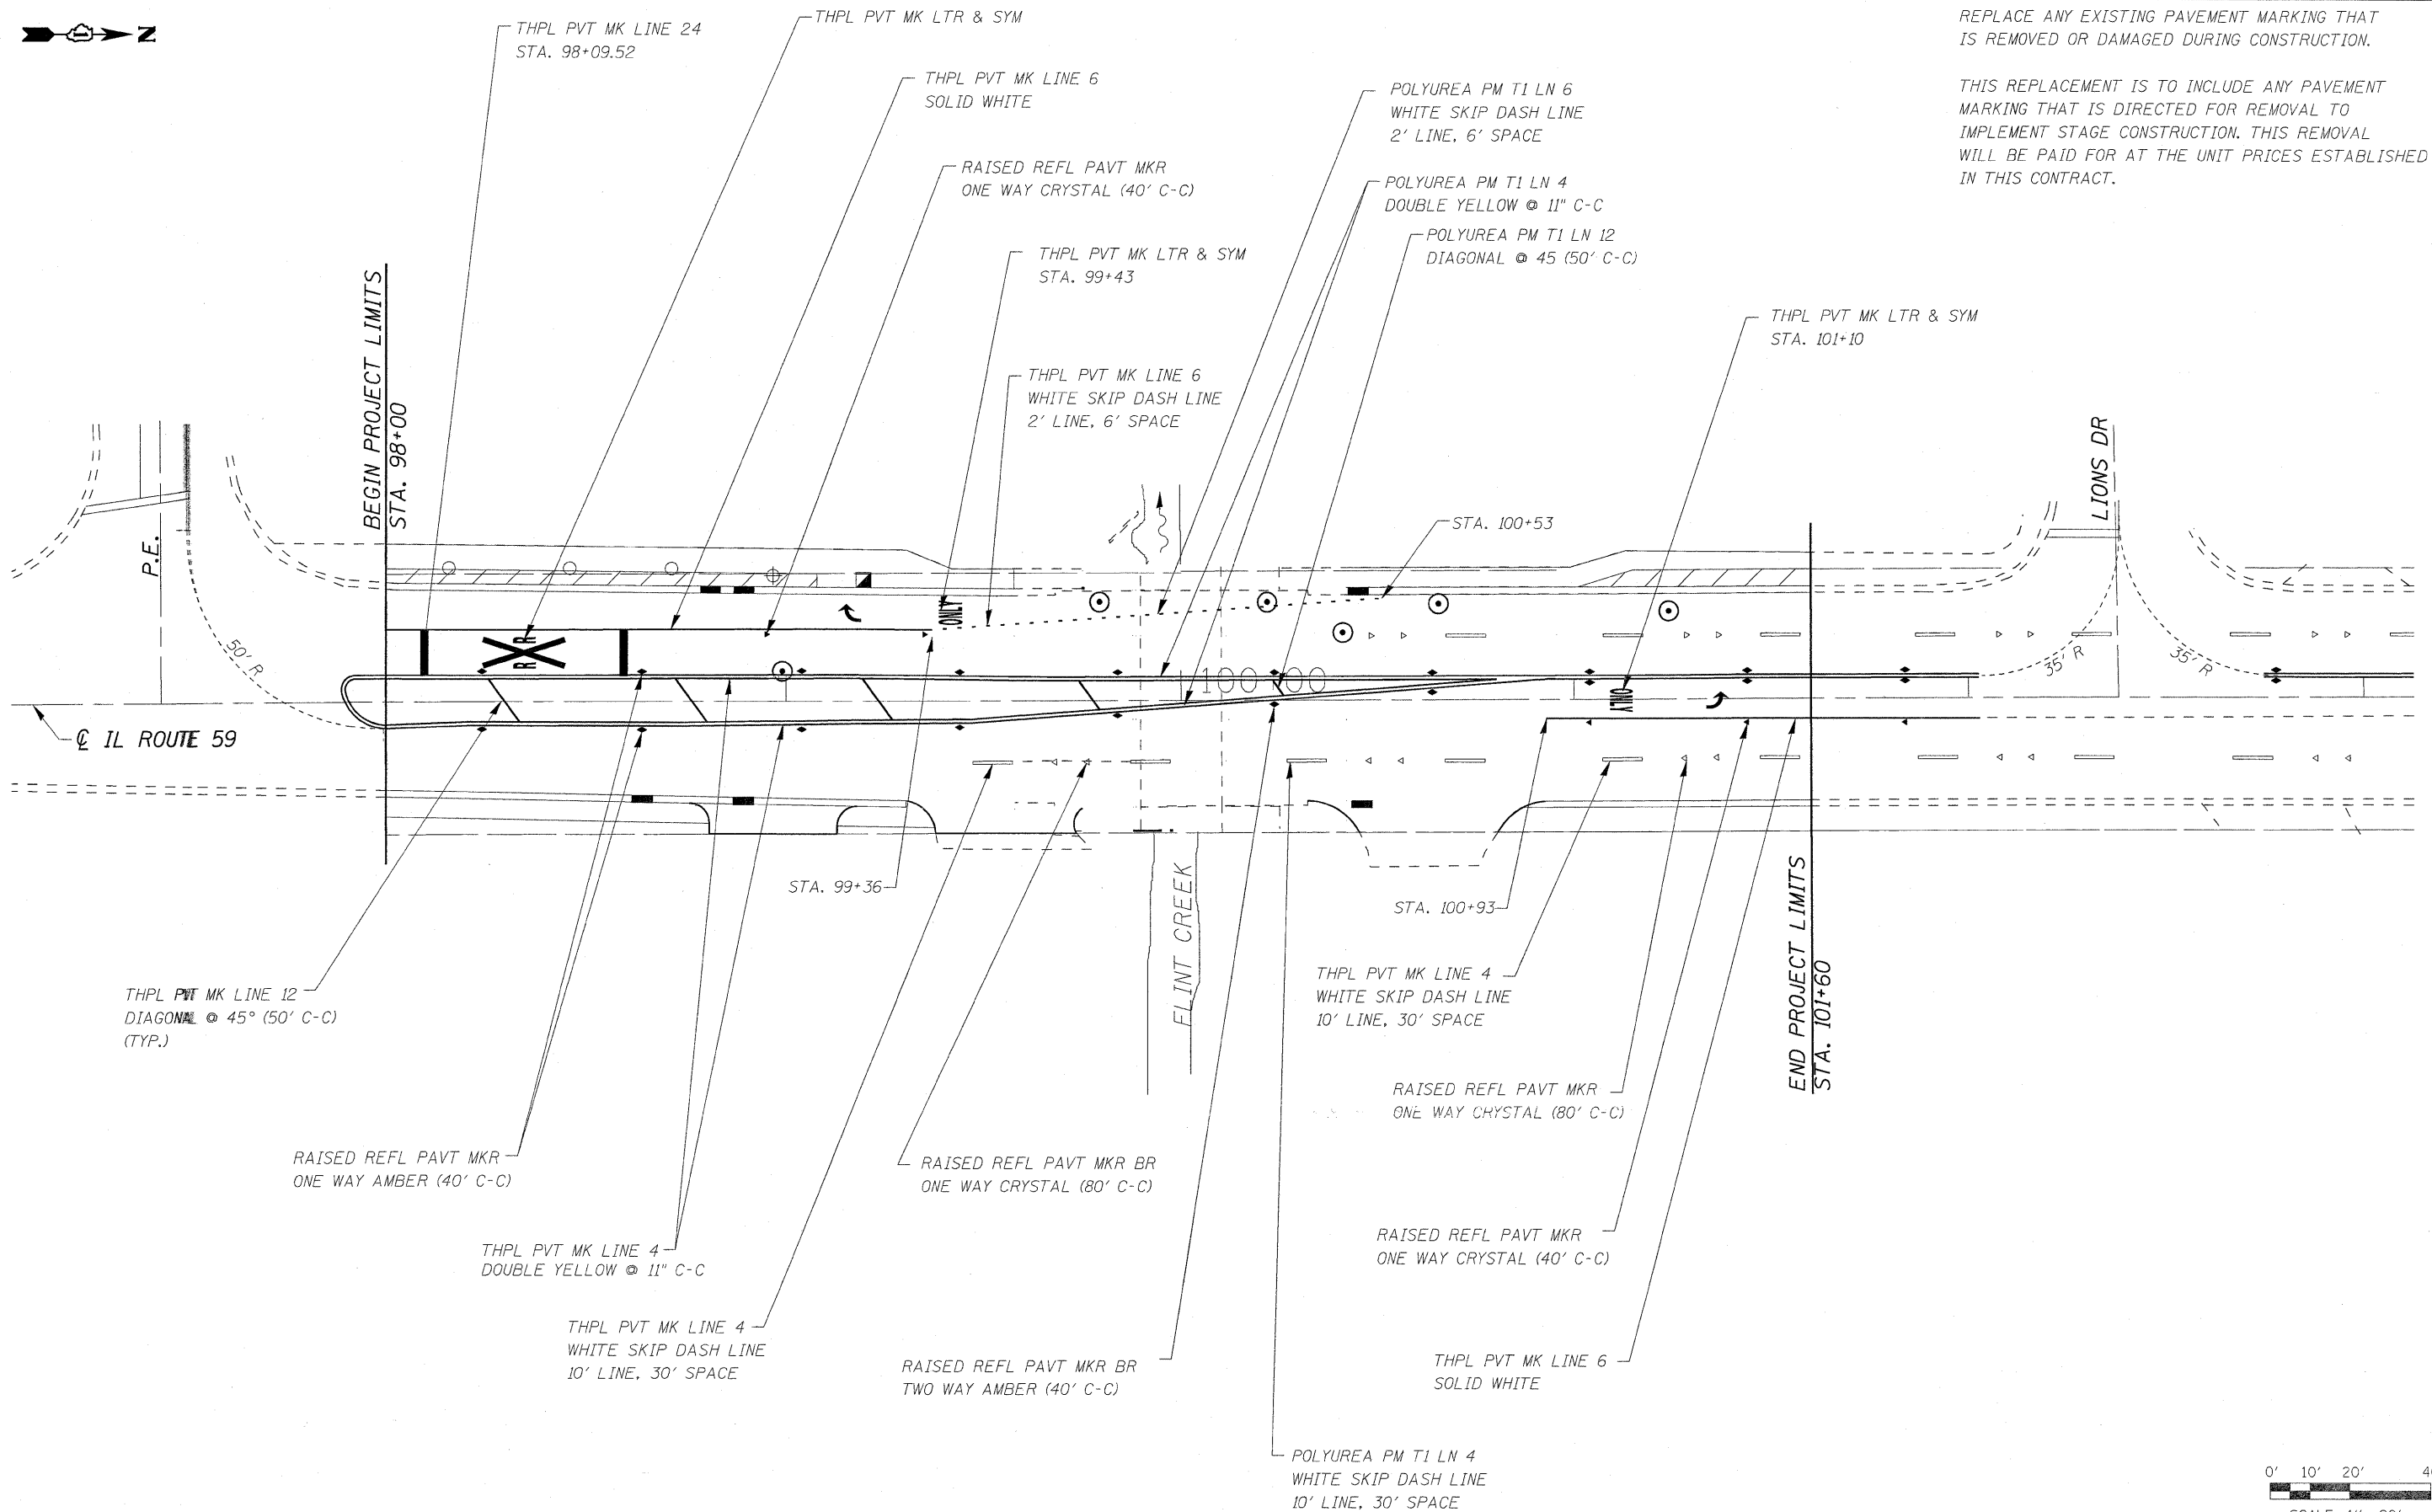 N
THPL PVT MK LINE 24
STA. 98+09.52
THPL PVT MK LTR & SYM
THPL PVT MK LINE 6
SOLID WHITE
RAISED REFL PAVT MKR
ONE WAY CRYSTAL (40' C-C)
THPL PVT MK LTR & SYM
STA. 99+43
THPL PVT MK LINE 6
WHITE SKIP DASH LINE
2' LINE, 6' SPACE
POLYUREA PM T1 LN 6
WHITE SKIP DASH LINE
2' LINE, 6' SPACE
POLYUREA PM T1 LN 4
DOUBLE YELLOW @ 11" C-C
POLYUREA PM T1 LN 12
DIAGONAL @ 45 (50' C-C)
THPL PVT MK LTR & SYM
STA. 101+10
REPLACE ANY EXISTING PAVEMENT MARKING THAT
IS REMOVED OR DAMAGED DURING CONSTRUCTION.
THIS REPLACEMENT IS TO INCLUDE ANY PAVEMENT
MARKING THAT IS DIRECTED FOR REMOVAL TO
IMPLEMENT STAGE CONSTRUCTION. THIS REMOVAL
WILL BE PAID FOR AT THE UNIT PRICES ESTABLISHED
IN THIS CONTRACT.
BEGIN PROJECT LIMITS
STA. 98+00
P.E.
50' R
R R
ONLY
STA. 100+53
100+00
ONLY
LIONS DR
35' R
35' R
℄ IL ROUTE 59
STA. 99+36
FLINT CREEK
STA. 100+93
END PROJECT LIMITS
STA. 101+60
THPL PVT MK LINE 12
DIAGONAL @ 45° (50' C-C)
(TYP.)
RAISED REFL PAVT MKR
ONE WAY AMBER (40' C-C)
THPL PVT MK LINE 4
DOUBLE YELLOW @ 11" C-C
THPL PVT MK LINE 4
WHITE SKIP DASH LINE
10' LINE, 30' SPACE
RAISED REFL PAVT MKR BR
ONE WAY CRYSTAL (80' C-C)
RAISED REFL PAVT MKR BR
TWO WAY AMBER (40' C-C)
THPL PVT MK LINE 4
WHITE SKIP DASH LINE
10' LINE, 30' SPACE
RAISED REFL PAVT MKR
ONE WAY CRYSTAL (80' C-C)
RAISED REFL PAVT MKR
ONE WAY CRYSTAL (40' C-C)
THPL PVT MK LINE 6
SOLID WHITE
POLYUREA PM T1 LN 4
WHITE SKIP DASH LINE
10' LINE, 30' SPACE
0' 10' 20'